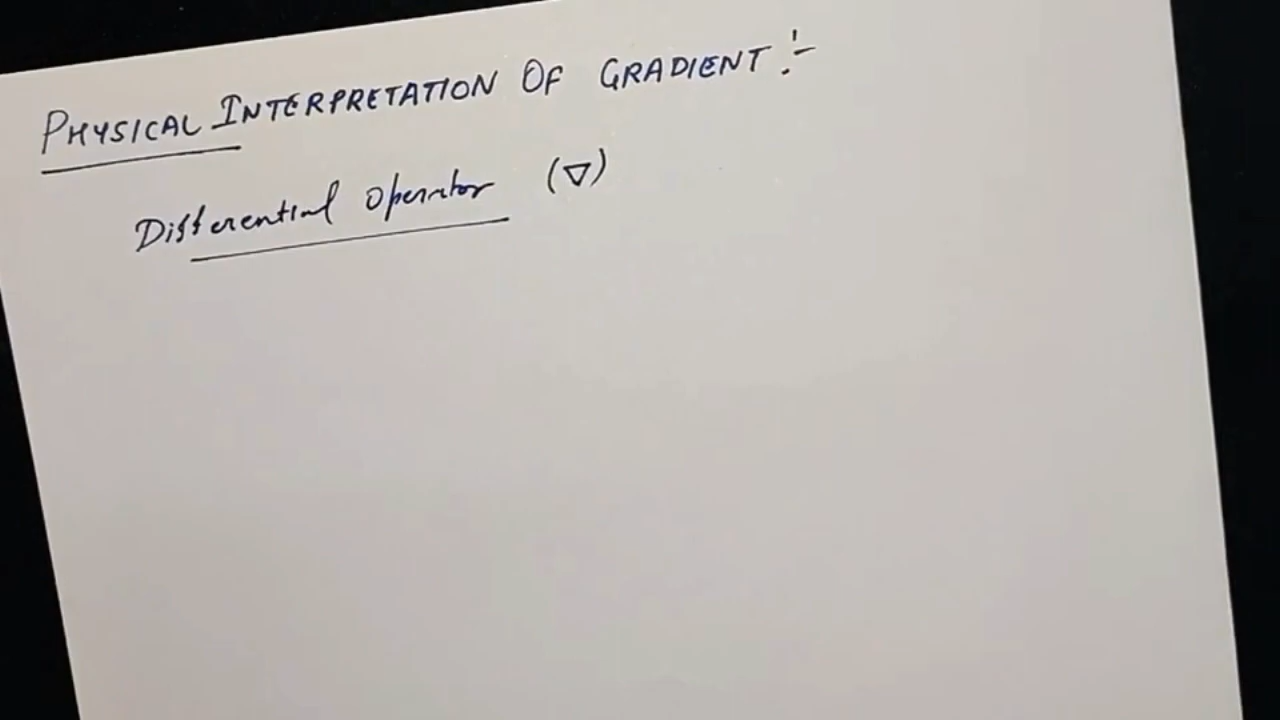 PHYSICAL INTERPRETATION OF GRADIENT :-
Differential Operator (∇)